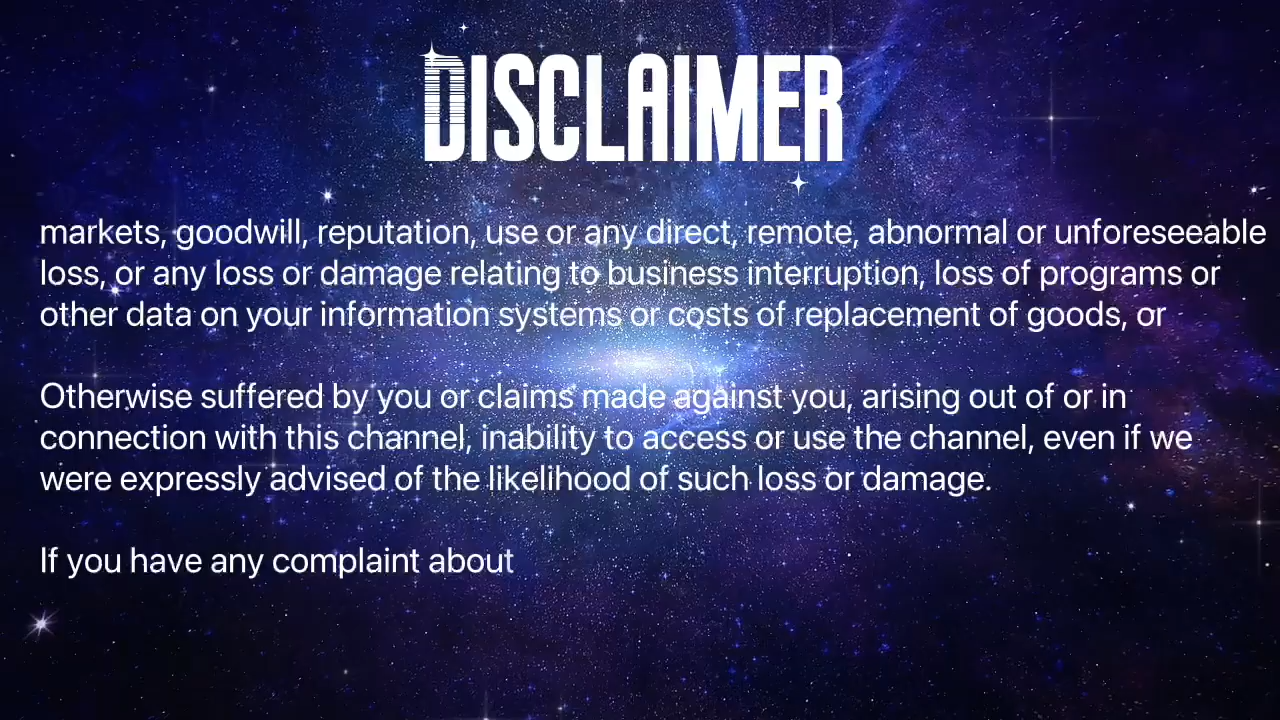 DISCLAIMER
markets, goodwill, reputation, use or any direct, remote, abnormal or unforeseeable
loss, or any loss or damage relating to business interruption, loss of programs or
other data on your information systems or costs of replacement of goods, or
Otherwise suffered by you or claims made against you, arising out of or in
connection with this channel, inability to access or use the channel, even if we
were expressly advised of the likelihood of such loss or damage.
If you have any complaint about